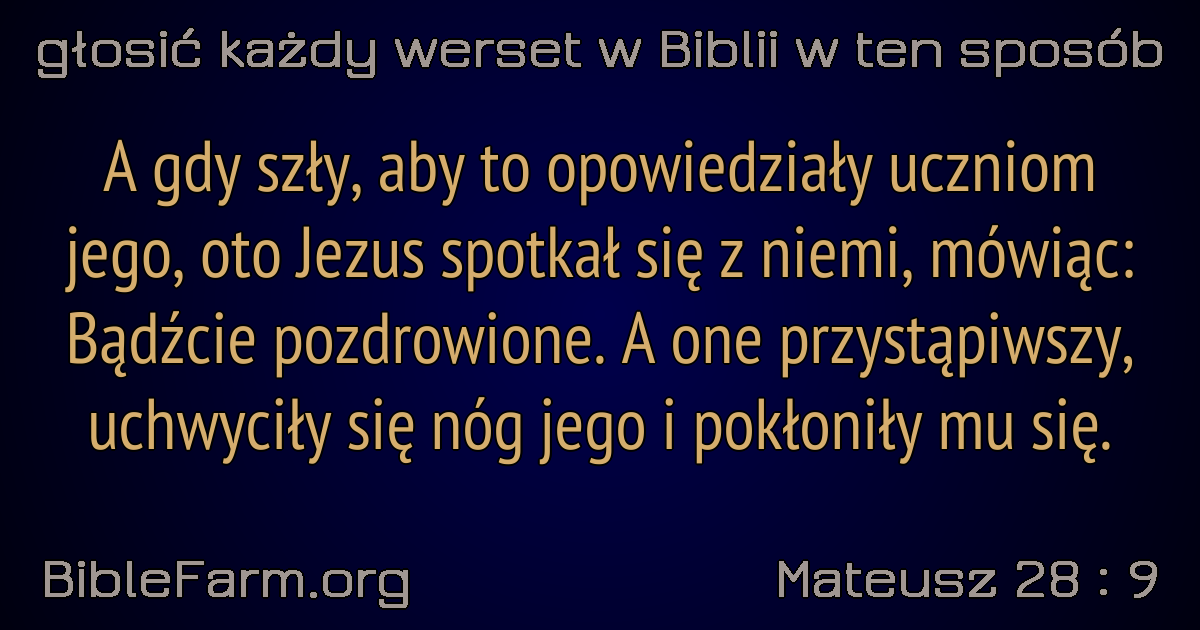 głosić każdy werset w Biblii w ten sposób
A gdy szły, aby to opowiedziały uczniom
jego, oto Jezus spotkał się z niemi, mówiąc:
Bądźcie pozdrowione. A one przystąpiwszy,
uchwyciły się nóg jego i pokłoniły mu się.
BibleFarm.org
Mateusz 28 : 9